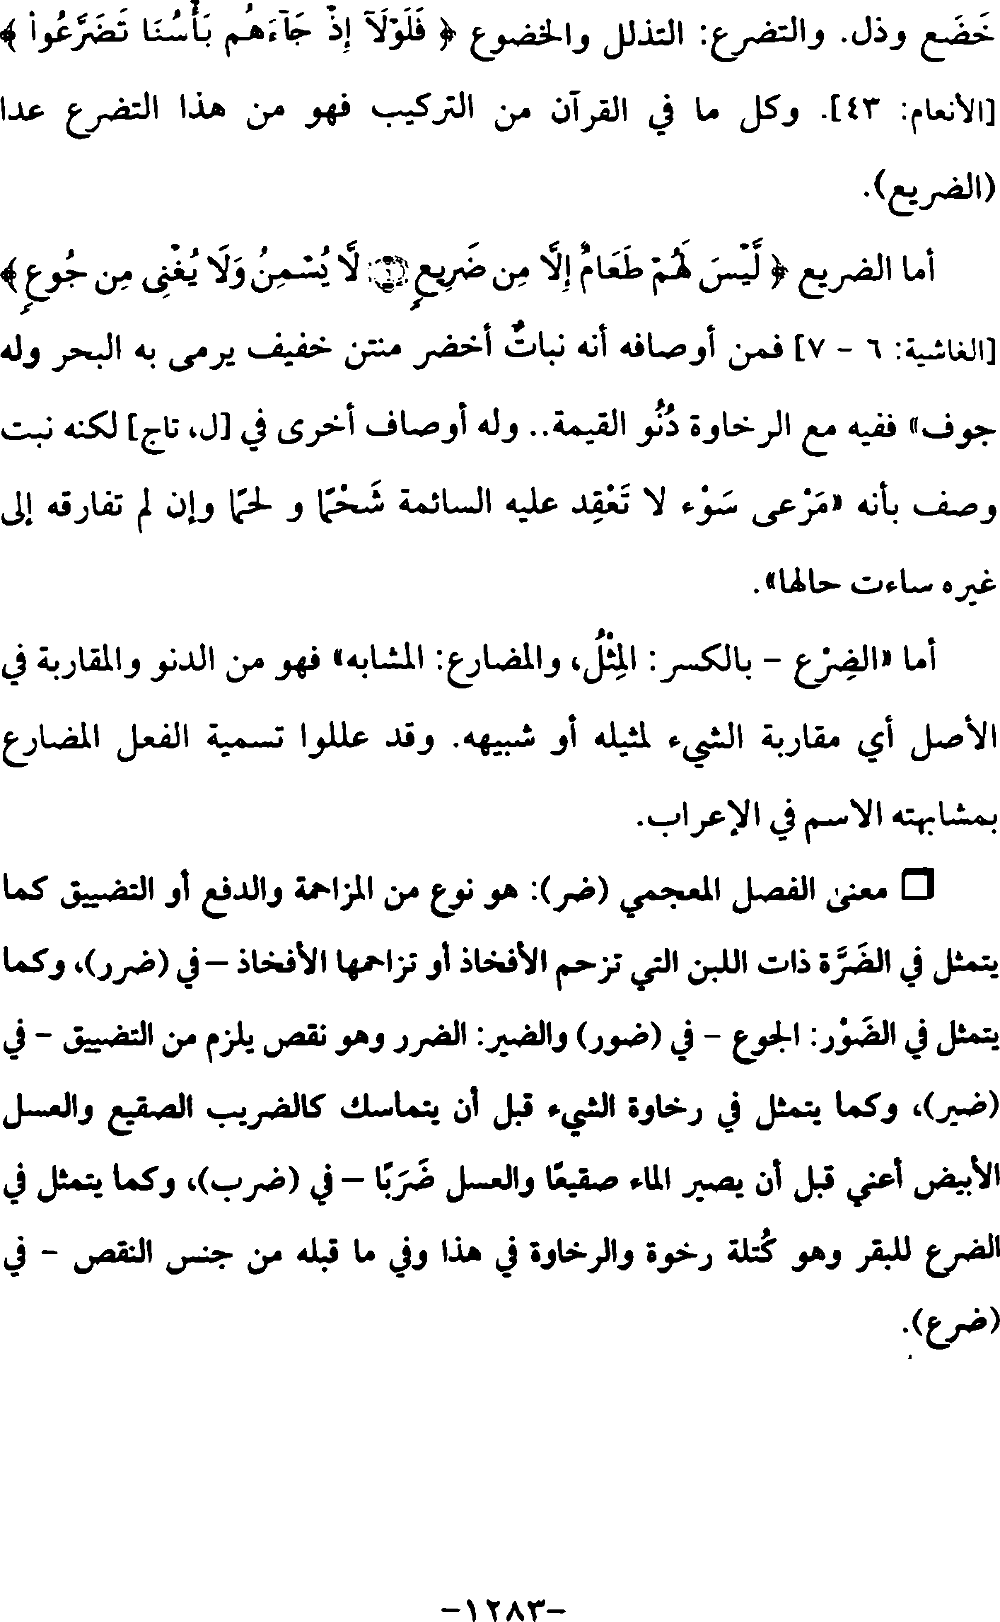 خَضَع وذل. والتضرع: التذلل والخضوع ﴿ فَلَوْلَآ إِذْ جَآءَهُم بَأْسُنَا تَضَرَّعُوا۟ ﴾
[الأنعام: ٤٣]. وكل ما في القرآن من التركيب فهو من هذا التضرع عدا
(الضريع).
أما الضريع ﴿ لَّيْسَ لَهُمْ طَعَامٌ إِلَّا مِن ضَرِيعٍ ۝٦ لَّا يُسْمِنُ وَلَا يُغْنِى مِن جُوعٍ ﴾
[الغاشية: ٦ – ٧] فمن أوصافه أنه نباتٌ أخضر منتن خفيف يرمى به البحر وله
جوف» ففيه مع الرخاوة دُنُو القيمة.. وله أوصاف أخرى في [ل، تاج] لكنه نبت
وصف بأنه «مَرْعى سَوْء لا تَعْقِد عليه السائمة شَحْمًا و لحمًا وإن لم تفارقه إلى
غيره ساءت حالها».
أما «الضِرْع – بالكسر: المِثْلُ، والمضارع: المشابه» فهو من الدنو والمقاربة في
الأصل أي مقاربة الشيء لمثيله أو شبيهه. وقد عللوا تسمية الفعل المضارع
بمشابهته الاسم في الإعراب.
❒ معنى الفصل المعجمي (ضر): هو نوع من المزاحمة والدفع أو التضييق كما
يتمثل في الضَرَّة ذات اللبن التي تزحم الأفخاذ أو تزاحمها الأفخاذ – في (ضرر)، وكما
يتمثل في الضَوْر: الجوع – في (ضور) والضير: الضرر وهو نقص يلزم من التضييق – في
(ضير)، وكما يتمثل في رخاوة الشيء قبل أن يتماسك كالضريب الصقيع والعسل
الأبيض أعني قبل أن يصير الماء صقيعًا والعسل ضَرَبًا – في (ضرب)، وكما يتمثل في
الضرع للبقر وهو كُتلة رخوة والرخاوة في هذا وفي ما قبله من جنس النقص – في
(ضرع).
–١٢٨٣–